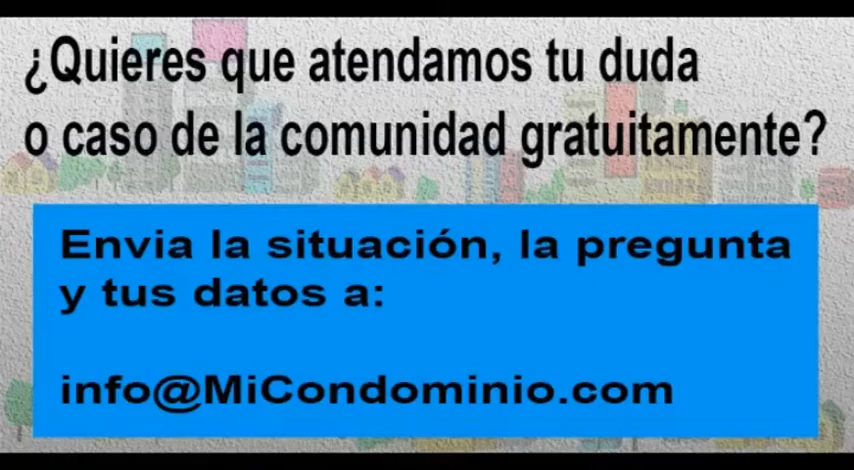 ¿Quieres que atendamos tu duda
o caso de la comunidad gratuitamente?
Envia la situación, la pregunta
y tus datos a:
info@MiCondominio.com